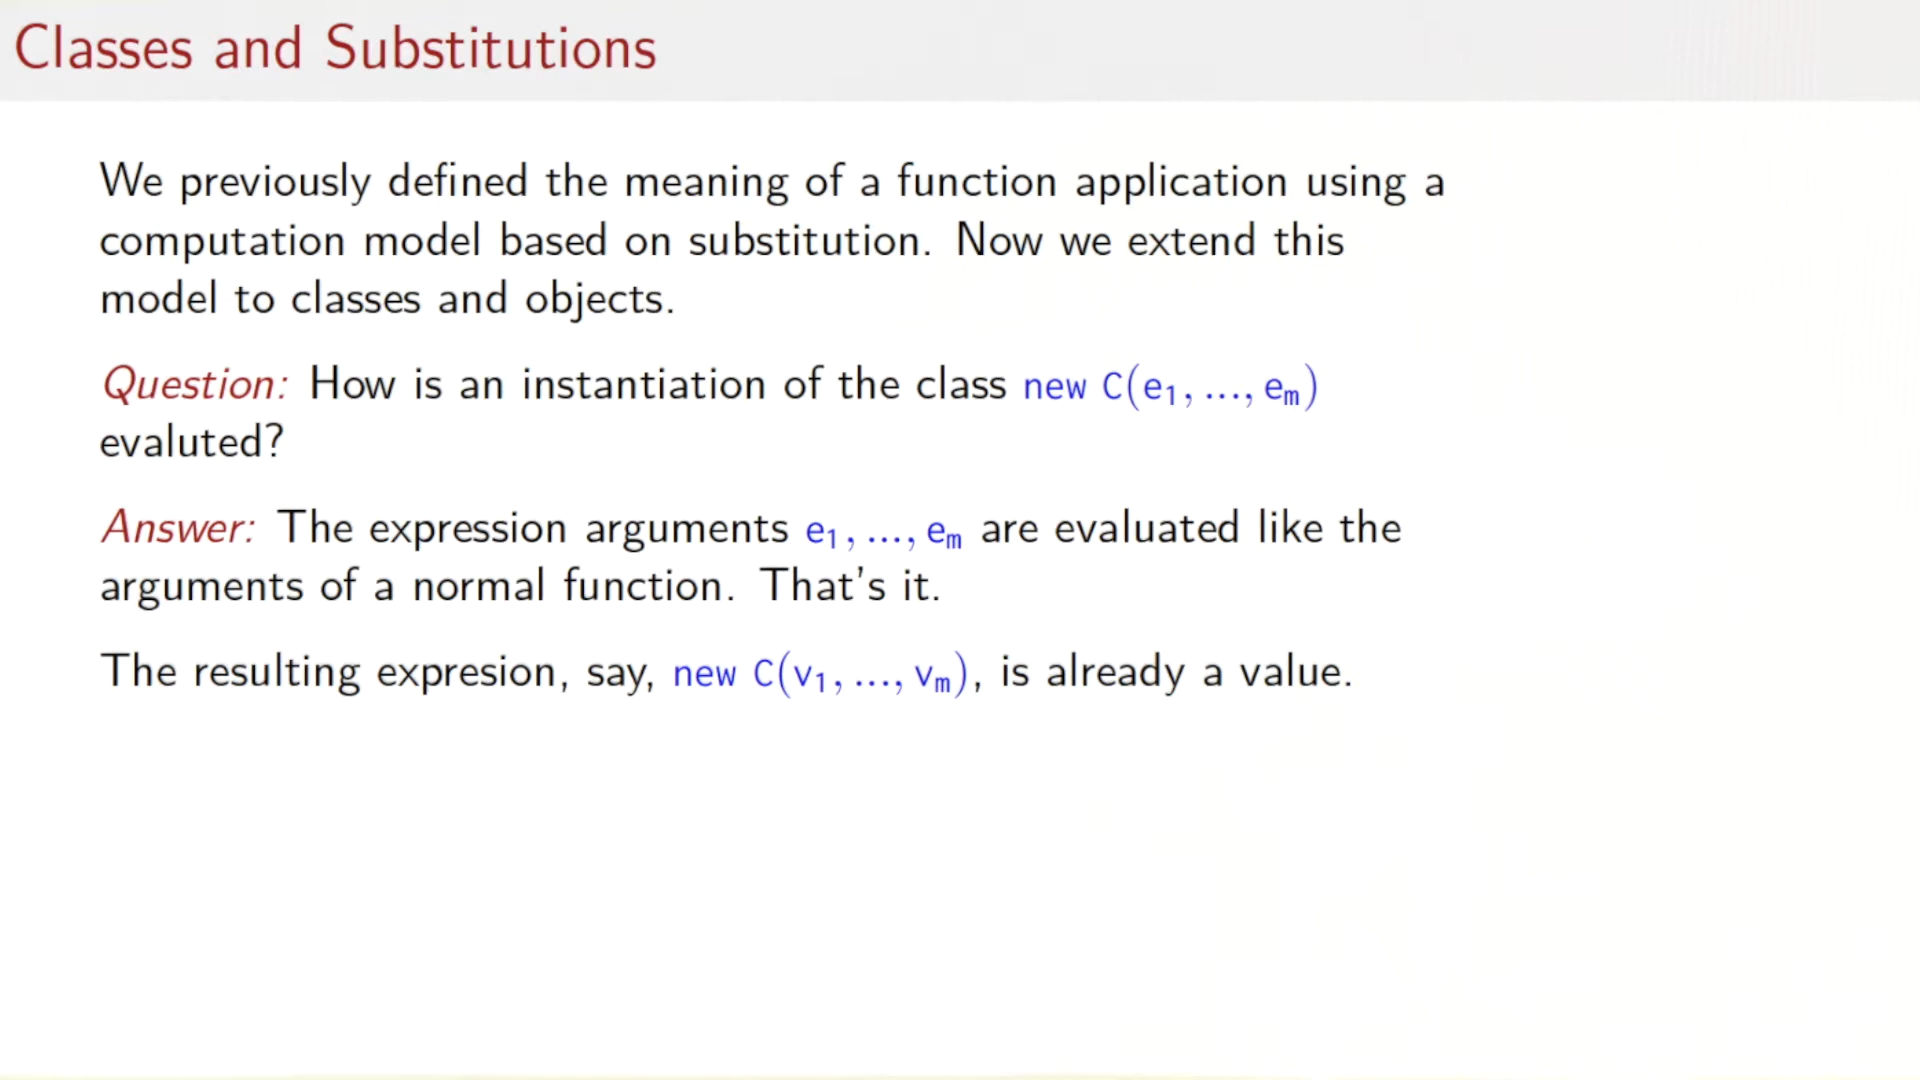 Classes and Substitutions
We previously defined the meaning of a function application using a
computation model based on substitution. Now we extend this
model to classes and objects.
Question: How is an instantiation of the class new C(e₁, ..., eₘ)
evaluted?
Answer: The expression arguments e₁, ..., eₘ are evaluated like the
arguments of a normal function. That's it.
The resulting expresion, say, new C(v₁, ..., vₘ), is already a value.